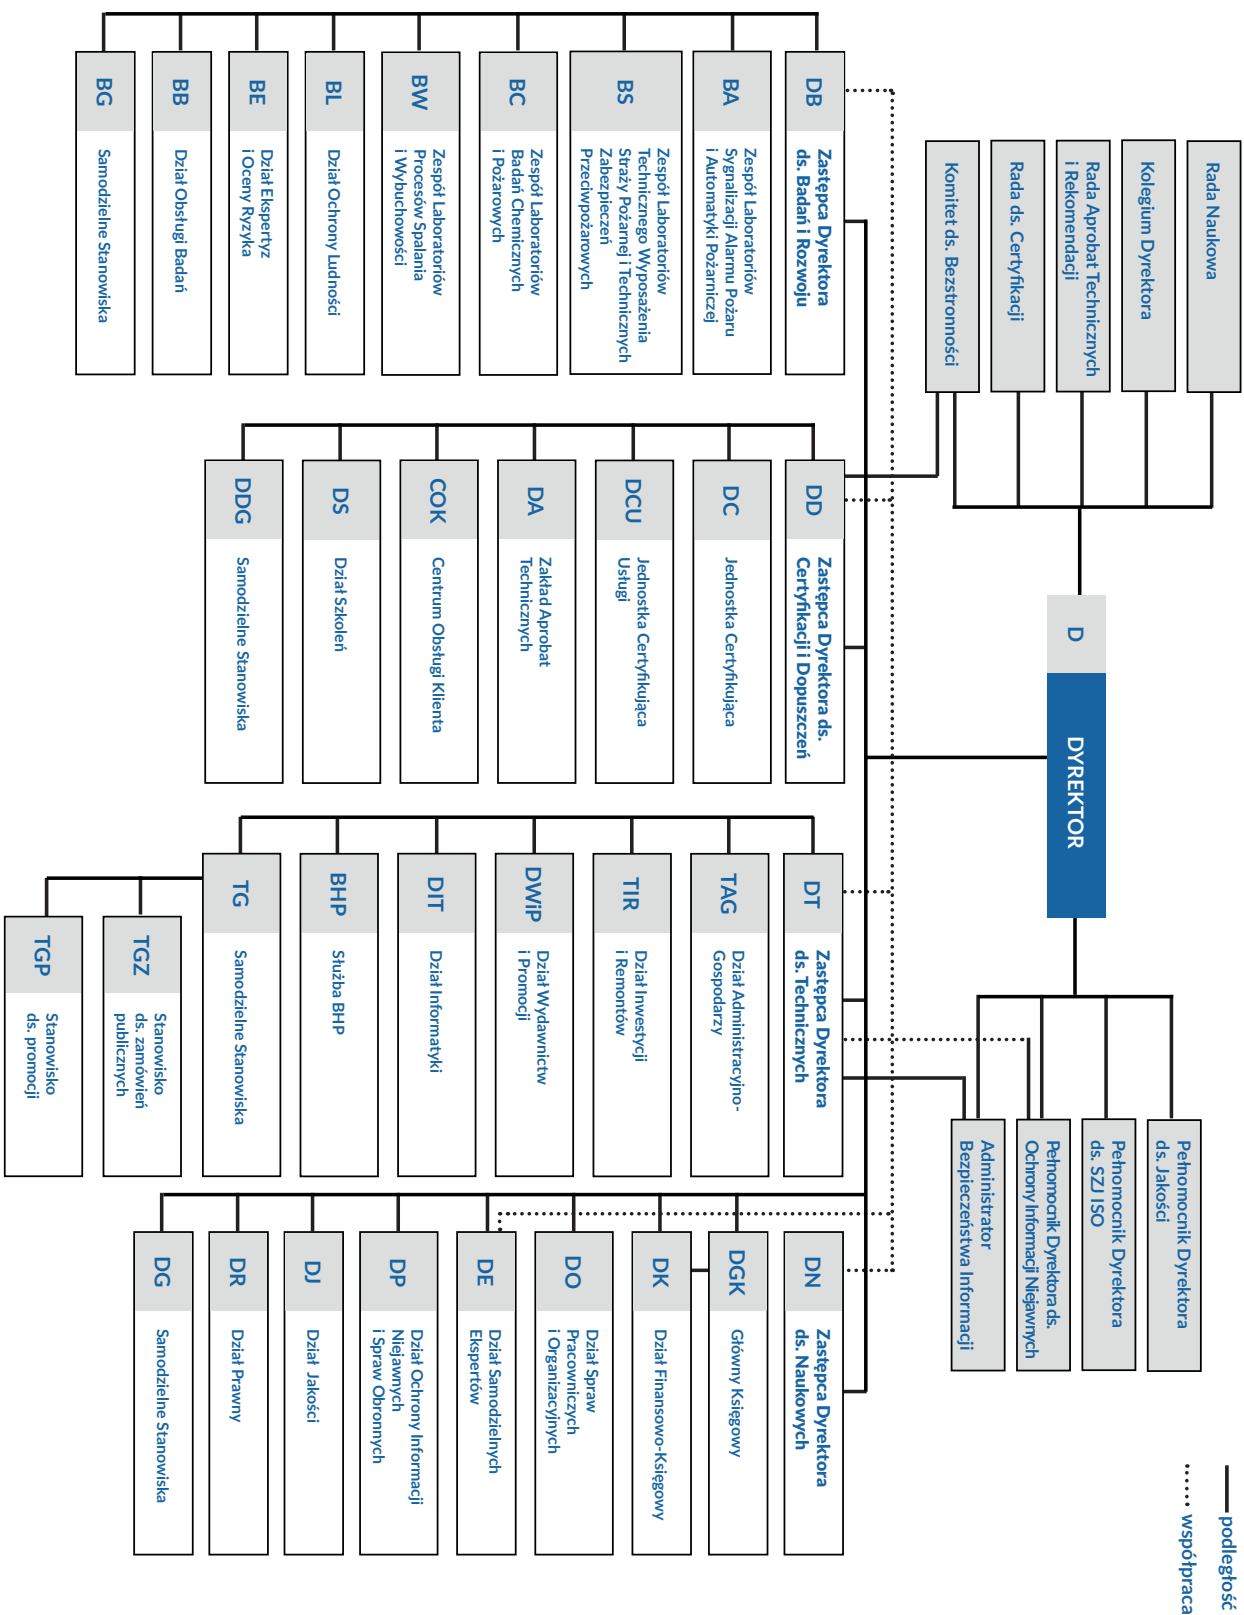 Rada Naukowa
Kolegium Dyrektora
Rada Aprobat Technicznych
i Rekomendacji
Rada ds. Certyfikacji
Komitet ds. Bezstronności
D
DYREKTOR
Pełnomocnik Dyrektora
ds. Jakości
Pełnomocnik Dyrektora
ds. SZJ ISO
Pełnomocnik Dyrektora ds.
Ochrony Informacji Niejawnych
Administrator
Bezpieczeństwa Informacji
podległość
współpraca
DB
Zastępca Dyrektora
ds. Badań i Rozwoju
BA
Zespół Laboratoriów
Sygnalizacji Alarmu Pożaru
i Automatyki Pożarniczej
BS
Zespół Laboratoriów
Technicznego Wyposażenia
Straży Pożarnej i Technicznych
Zabezpieczeń
Przeciwpożarowych
BC
Zespół Laboratoriów
Badań Chemicznych
i Pożarowych
BW
Zespół Laboratoriów
Procesów Spalania
i Wybuchowości
BL
Dział Ochrony Ludności
BE
Dział Ekspertyz
i Oceny Ryzyka
BB
Dział Obsługi Badań
BG
Samodzielne Stanowiska
DD
Zastępca Dyrektora ds.
Certyfikacji i Dopuszczeń
DC
Jednostka Certyfikująca
DCU
Jednostka Certyfikująca
Usługi
DA
Zakład Aprobat
Technicznych
COK
Centrum Obsługi Klienta
DS
Dział Szkoleń
DDG
Samodzielne Stanowiska
DT
Zastępca Dyrektora
ds. Technicznych
TAG
Dział Administracyjno-
Gospodarzy
TIR
Dział Inwestycji
i Remontów
DWiP
Dział Wydawnictw
i Promocji
DIT
Dział Informatyki
BHP
Służba BHP
TG
Samodzielne Stanowiska
TGZ
Stanowisko
ds. zamówień
publicznych
TGP
Stanowisko
ds. promocji
DN
Zastępca Dyrektora
ds. Naukowych
DGK
Główny Księgowy
DK
Dział Finansowo-Księgowy
DO
Dział Spraw
Pracowniczych
i Organizacyjnych
DE
Dział Samodzielnych
Ekspertów
DP
Dział Ochrony Informacji
Niejawnych
i Spraw Obronnych
DJ
Dział Jakości
DR
Dział Prawny
DG
Samodzielne Stanowiska